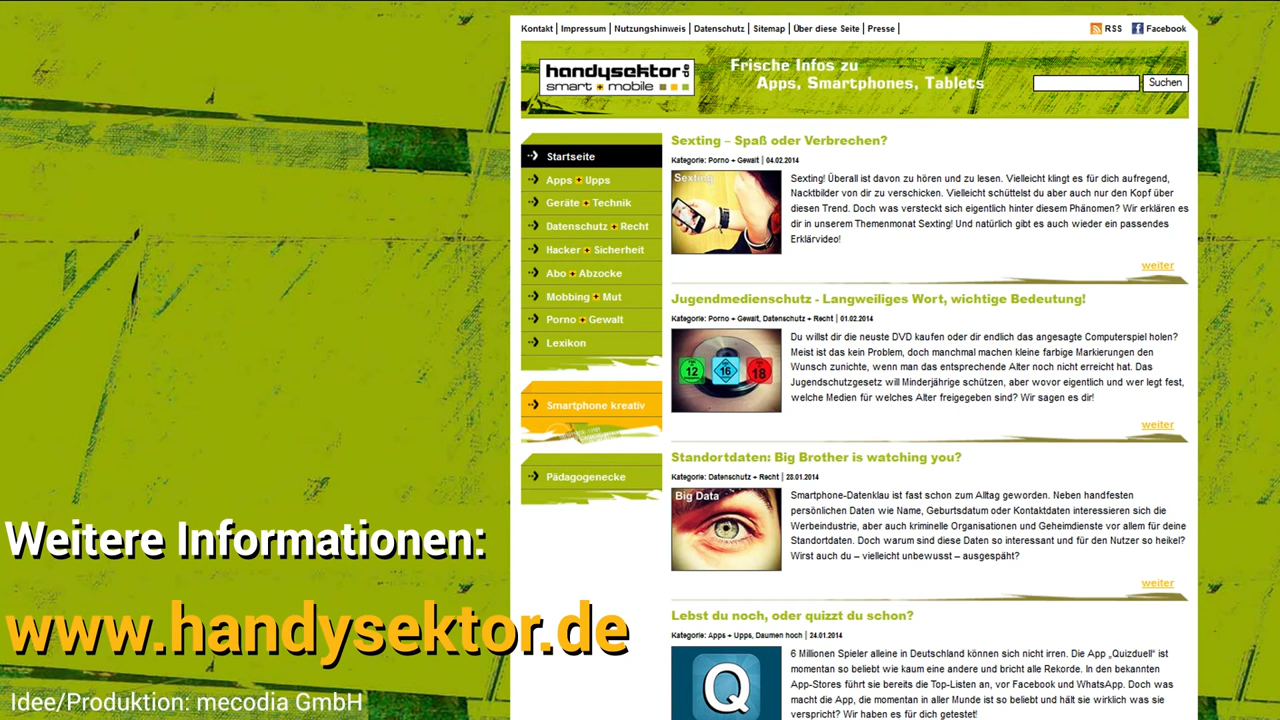 Kontakt | Impressum | Nutzungshinweis | Datenschutz | Sitemap | Über diese Seite | Presse |
RSS Facebook
handysektor.de
smart + mobile
Frische Infos zu
Apps, Smartphones, Tablets
Suchen
Startseite
Apps + Upps
Geräte + Technik
Datenschutz + Recht
Hacker + Sicherheit
Abo + Abzocke
Mobbing + Mut
Porno + Gewalt
Lexikon
Smartphone kreativ
Pädagogenecke
Sexting – Spaß oder Verbrechen?
Kategorie: Porno + Gewalt | 04.02.2014
Sexting
Sexting! Überall ist davon zu hören und zu lesen. Vielleicht klingt es für dich aufregend,
Nacktbilder von dir zu verschicken. Vielleicht schüttelst du aber auch nur den Kopf über
diesen Trend. Doch was versteckt sich eigentlich hinter diesem Phänomen? Wir erklären es
dir in unserem Themenmonat Sexting! Und natürlich gibt es auch wieder ein passendes
Erklärvideo!
weiter
Jugendmedienschutz - Langweiliges Wort, wichtige Bedeutung!
Kategorie: Porno + Gewalt, Datenschutz + Recht | 01.02.2014
12 16 18
Du willst dir die neuste DVD kaufen oder dir endlich das angesagte Computerspiel holen?
Meist ist das kein Problem, doch manchmal machen kleine farbige Markierungen den
Wunsch zunichte, wenn man das entsprechende Alter noch nicht erreicht hat. Das
Jugendschutzgesetz will Minderjährige schützen, aber wovor eigentlich und wer legt fest,
welche Medien für welches Alter freigegeben sind? Wir sagen es dir!
weiter
Standortdaten: Big Brother is watching you?
Kategorie: Datenschutz + Recht | 28.01.2014
Big Data
Smartphone-Datenklau ist fast schon zum Alltag geworden. Neben handfesten
persönlichen Daten wie Name, Geburtsdatum oder Kontaktdaten interessieren sich die
Werbeindustrie, aber auch kriminelle Organisationen und Geheimdienste vor allem für deine
Standortdaten. Doch warum sind diese Daten so interessant und für den Nutzer so heikel?
Wirst auch du – vielleicht unbewusst – ausgespäht?
weiter
Lebst du noch, oder quizzt du schon?
Kategorie: Apps + Upps, Daumen hoch | 24.01.2014
Q
6 Millionen Spieler alleine in Deutschland können sich nicht irren. Die App „Quizduell“ ist
momentan so beliebt wie kaum eine andere und bricht alle Rekorde. In den bekannten
App-Stores führt sie bereits die Top-Listen an, vor Facebook und WhatsApp. Doch was
macht die App, die momentan in aller Munde ist so beliebt und hält sie wirklich was sie
verspricht? Wir haben es für dich getestet!
Weitere Informationen:
www.handysektor.de
Idee/Produktion: mecodia GmbH